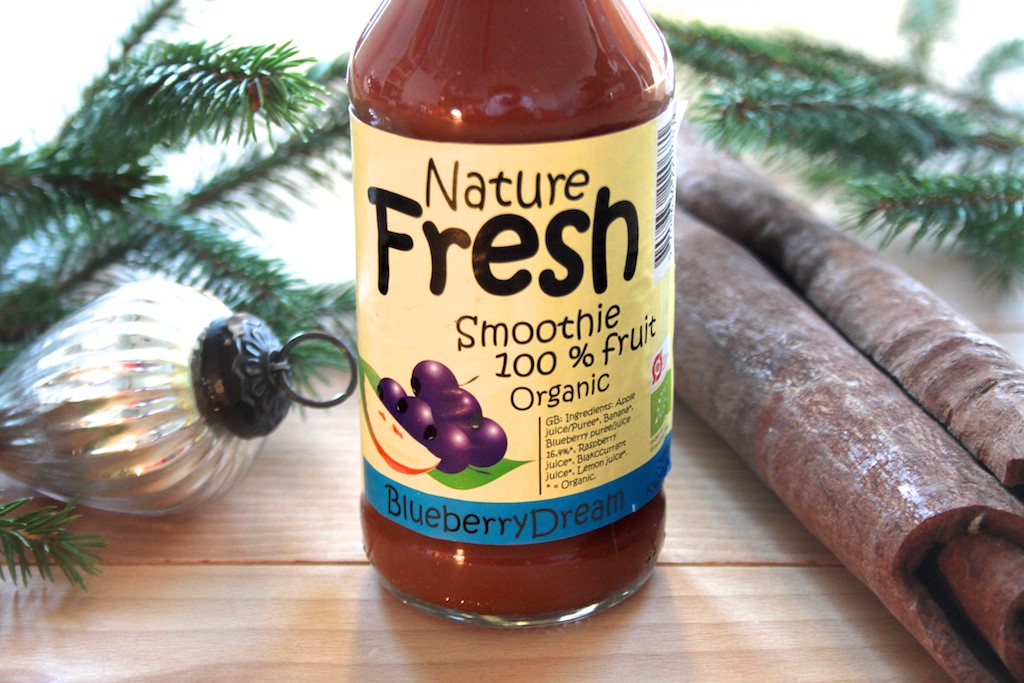 Nature
Fresh
Smoothie
100 % fruit
Organic
GB: Ingredients: Apple
juice/Puree*, Banana*,
Blueberry puree/juice
16.9%*, Raspberry
juice*, Blakccurrant
juice*, Lemon juice*.
* = Organic.
BlueberryDream